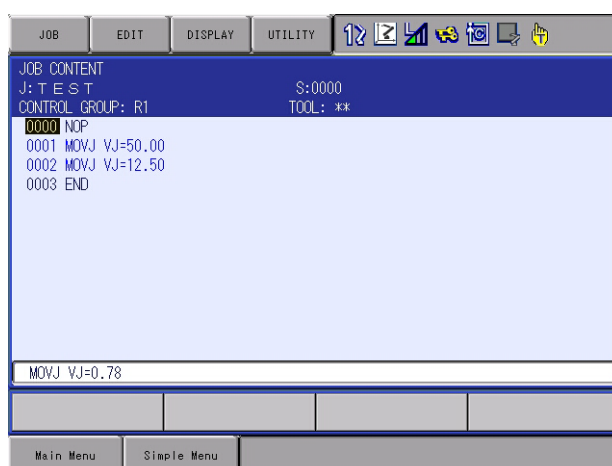 JOB EDIT DISPLAY UTILITY
JOB CONTENT
J:TEST S:0000
CONTROL GROUP: R1 TOOL: **
0000 NOP
0001 MOVJ VJ=50.00
0002 MOVJ VJ=12.50
0003 END
MOVJ VJ=0.78
Main Menu Simple Menu